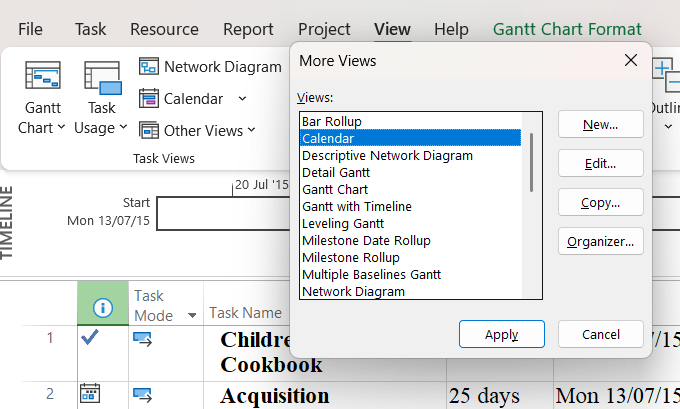 File Task Resource Report Project View Help Gantt Chart Format
Gantt Chart
Task Usage
Network Diagram
Calendar
Other Views
Task Views
More Views
Views:
Bar Rollup
Calendar
Descriptive Network Diagram
Detail Gantt
Gantt Chart
Gantt with Timeline
Leveling Gantt
Milestone Date Rollup
Milestone Rollup
Multiple Baselines Gantt
Network Diagram
New...
Edit...
Copy...
Organizer...
Apply
Cancel
TIMELINE
Start
Mon 13/07/15
20 Jul '15
Task Mode
Task Name
1
Cookbook
2 Acquisition 25 days Mon 13/07/15